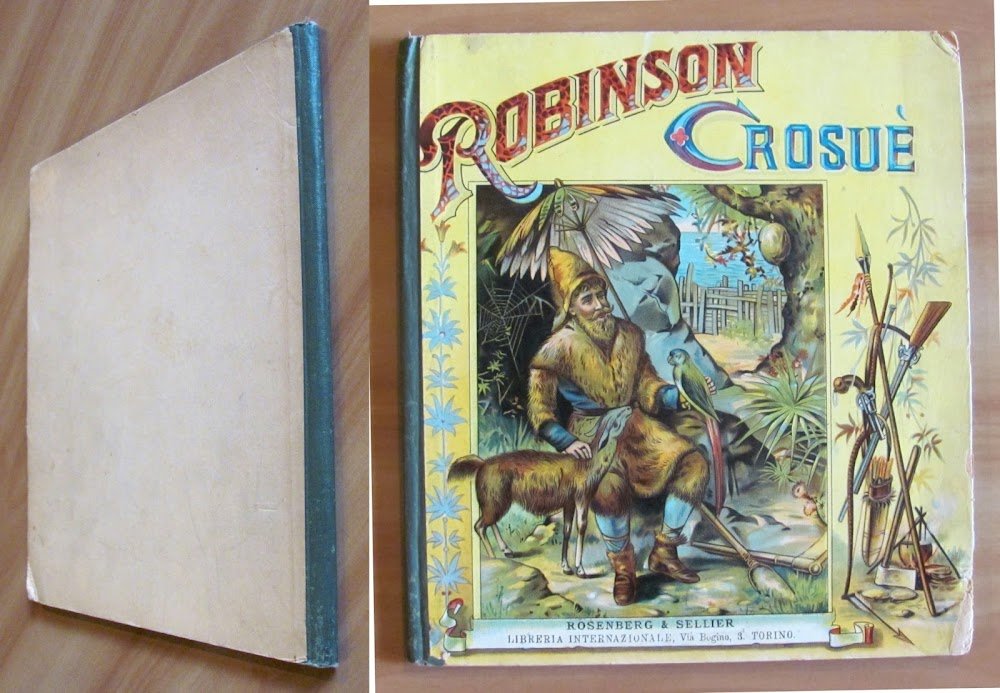 ROBINSON
CROSUÈ
ROSENBERG & SELLIER
LIBRERIA INTERNAZIONALE, Via Bogino, 3. TORINO.